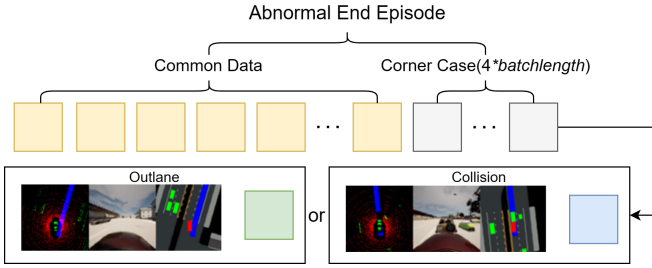 Abnormal End Episode
Common Data
Corner Case(4*batchlength)
...
...
Outlane
or
Collision